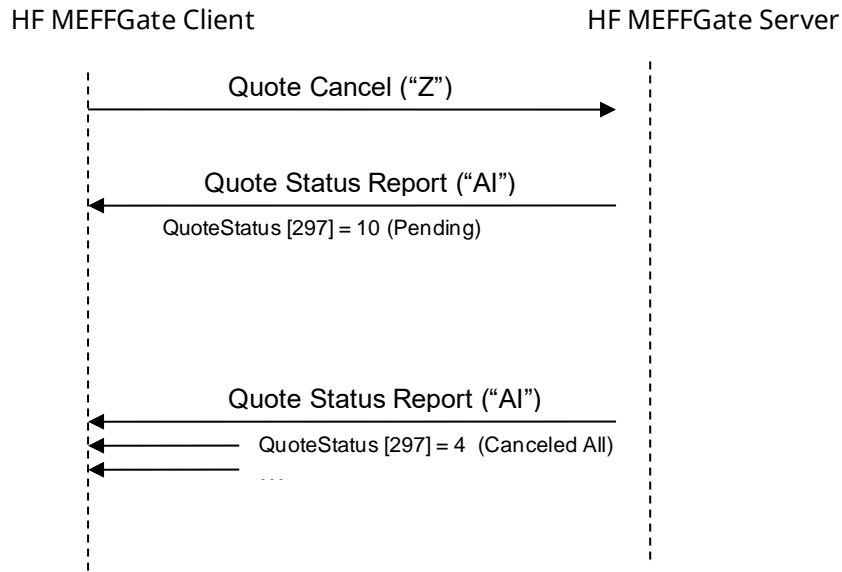 HF MEFFGate Client
HF MEFFGate Server
Quote Cancel (“Z”)
Quote Status Report (“AI”)
QuoteStatus [297] = 10 (Pending)
Quote Status Report (“AI”)
QuoteStatus [297] = 4 (Canceled All)
…